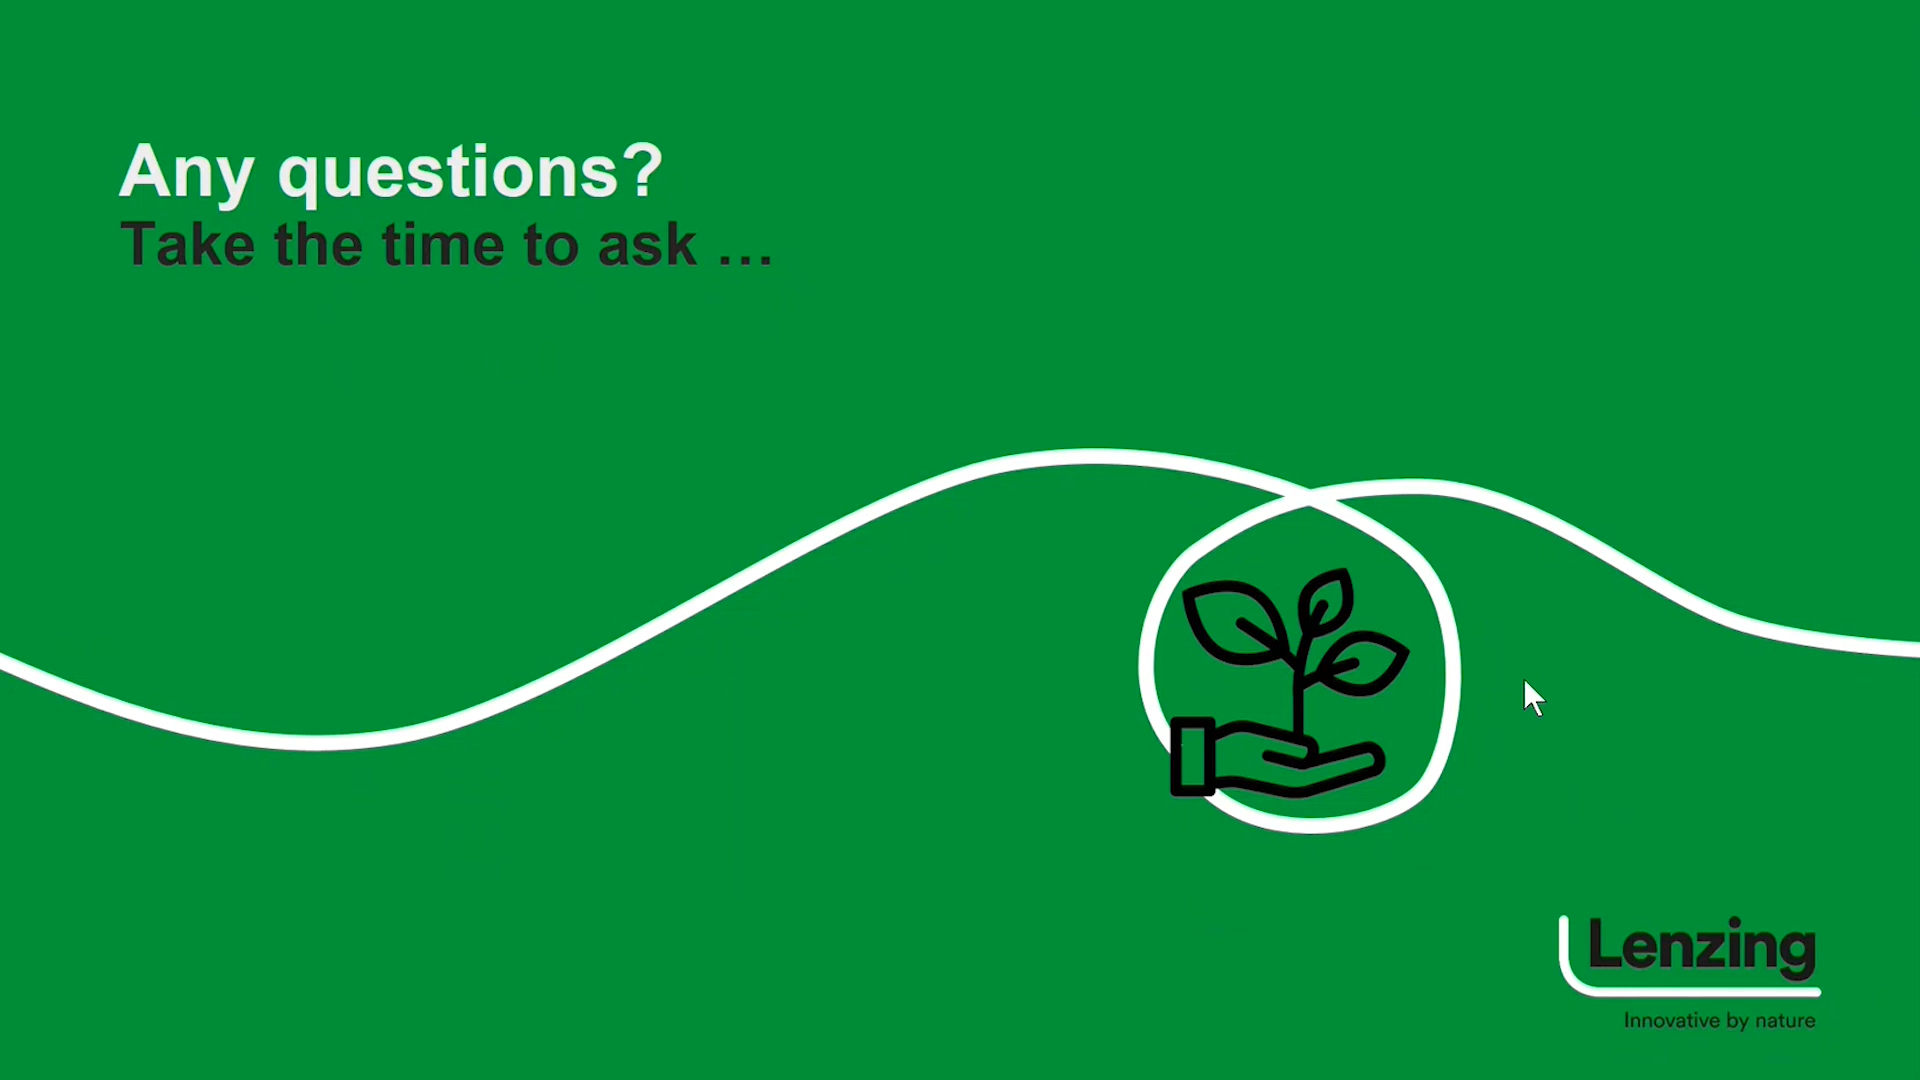 Any questions?
Take the time to ask …
Lenzing
Innovative by nature